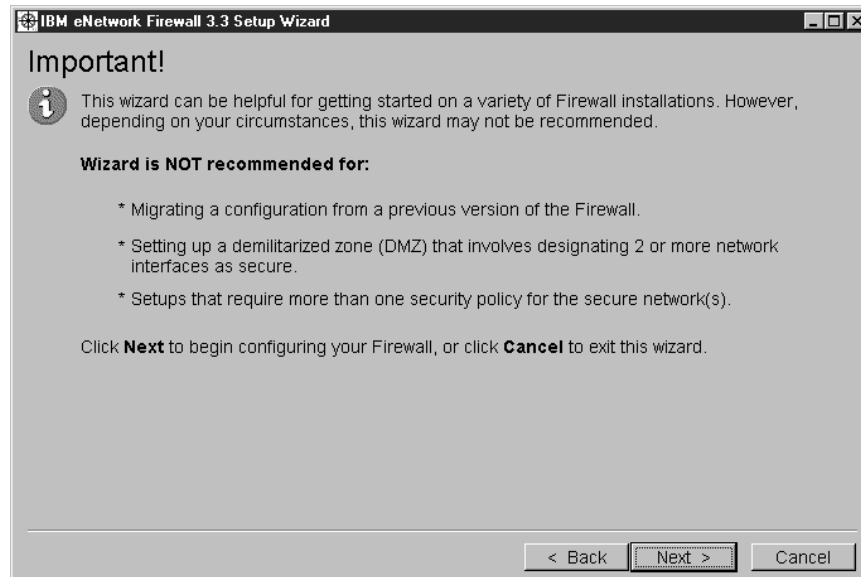 IBM eNetwork Firewall 3.3 Setup Wizard
Important!
This wizard can be helpful for getting started on a variety of Firewall installations. However,
depending on your circumstances, this wizard may not be recommended.
Wizard is NOT recommended for:
* Migrating a configuration from a previous version of the Firewall.
* Setting up a demilitarized zone (DMZ) that involves designating 2 or more network
interfaces as secure.
* Setups that require more than one security policy for the secure network(s).
Click Next to begin configuring your Firewall, or click Cancel to exit this wizard.
< Back Next > Cancel